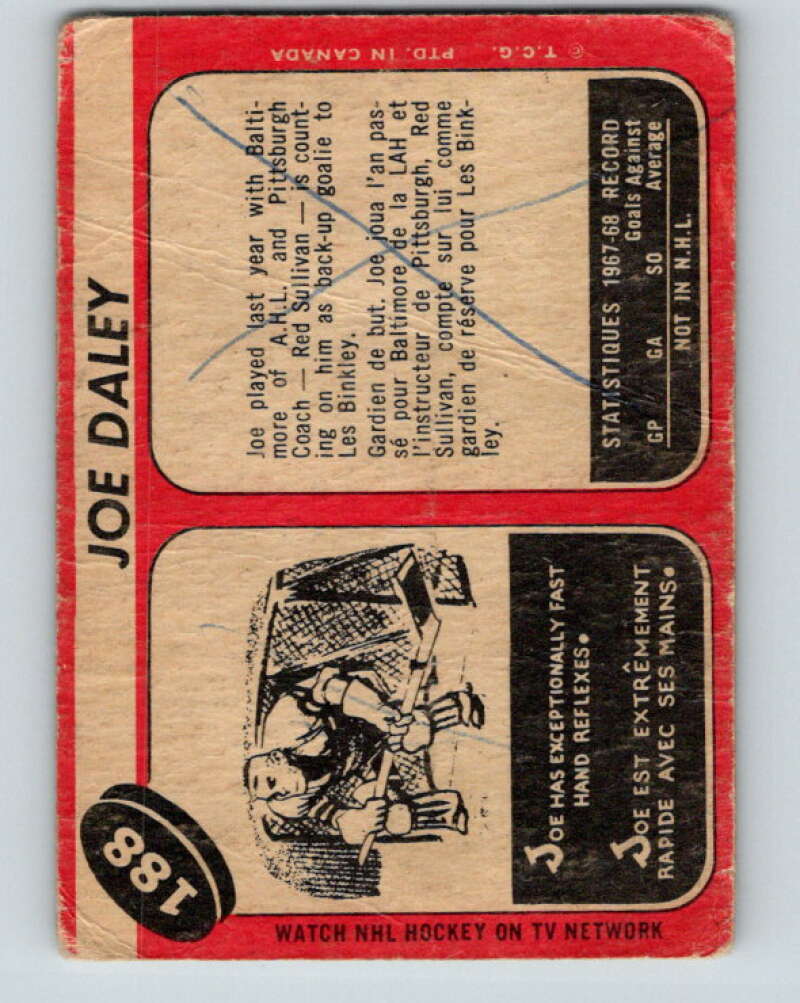 188
JOE DALEY
WATCH NHL HOCKEY ON TV NETWORK
JOE HAS EXCEPTIONALLY FAST
HAND REFLEXES.
JOE EST EXTRÊMEMENT
RAPIDE AVEC SES MAINS.
Joe played last year with Balti-
more of A.H.L. and Pittsburgh
Coach — Red Sullivan — is count-
ing on him as back-up goalie to
Les Binkley.
Gardien de but. Joe joua l'an pas-
sé pour Baltimore de la LAH et
l'instructeur de Pittsburgh, Red
Sullivan, compte sur lui comme
gardien de réserve pour Les Bink-
ley.
STATISTIQUES 1967-68 RECORD
Goals Against
GP GA SO Average
NOT IN N.H.L.
© T.C.G. PTD. IN CANADA